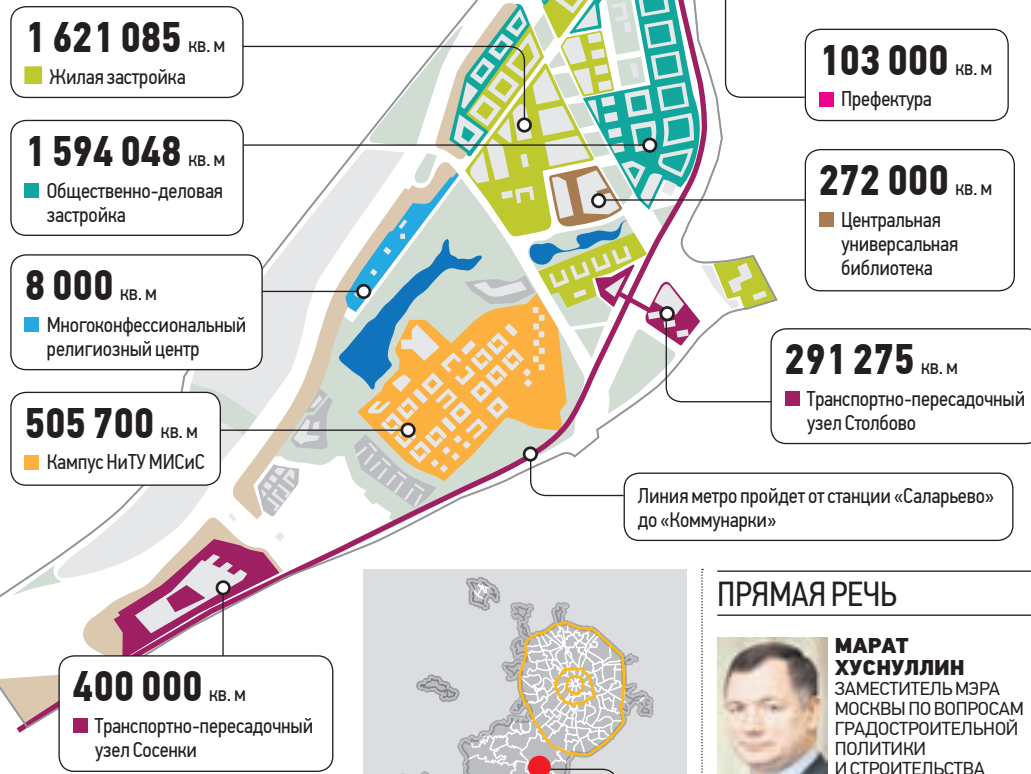 1 621 085 КВ. М
Жилая застройка
1 594 048 КВ. М
Общественно-деловая
застройка
8 000 КВ. М
Многоконфессиональный
религиозный центр
505 700 КВ. М
Кампус НиТУ МИСиС
400 000 КВ. М
Транспортно-пересадочный
узел Сосенки
103 000 КВ. М
Префектура
272 000 КВ. М
Центральная
универсальная
библиотека
291 275 КВ. М
Транспортно-пересадочный
узел Столбово
Линия метро пройдет от станции «Саларьево»
до «Коммунарки»
ПРЯМАЯ РЕЧЬ
МАРАТ
ХУСНУЛЛИН
ЗАМЕСТИТЕЛЬ МЭРА
МОСКВЫ ПО ВОПРОСАМ
ГРАДОСТРОИТЕЛЬНОЙ
ПОЛИТИКИ
И СТРОИТЕЛЬСТВА